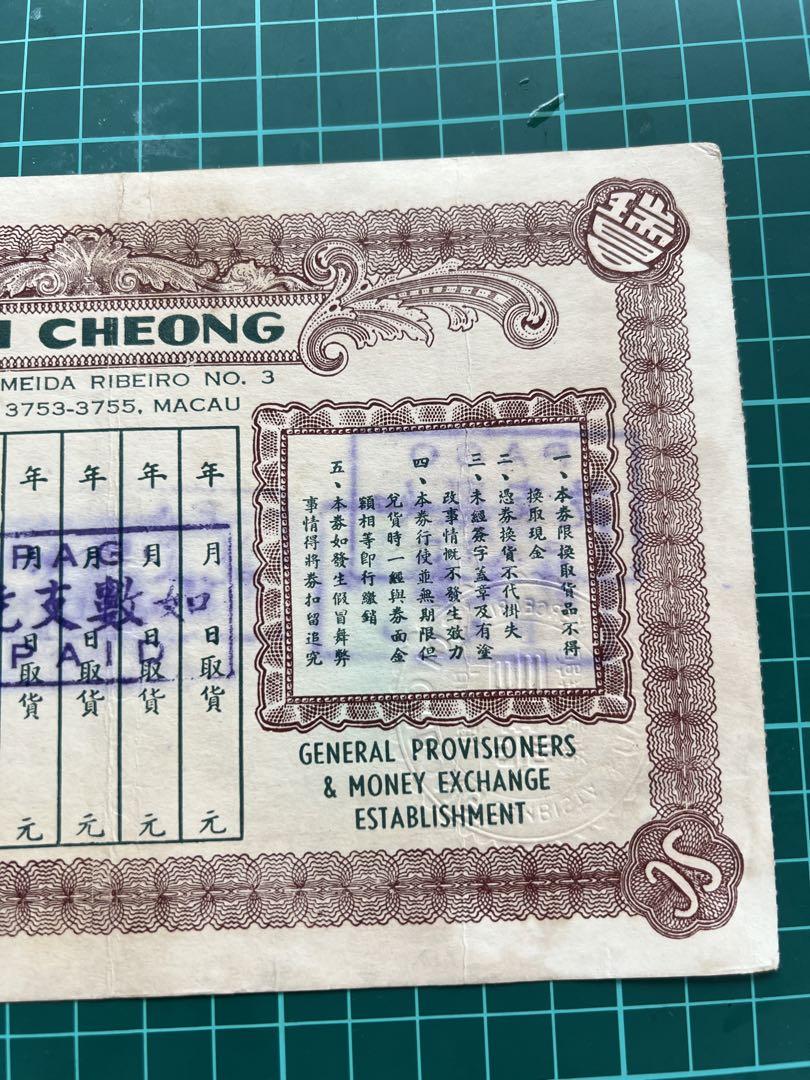 瑞昌
I CHEONG
MEIDA RIBEIRO NO. 3
3753-3755, MACAU
一、本券限換取貨品不得
換取現金
二、憑券換貨不代掛失
三、未經簽字蓋章及有塗
改事情慨不發生效力
四、本券行使並無期限但
兌貨時一經與券面金
額相等即行繳銷
五、本券如發生假冒舞弊
事情得將券扣留追究
年 月 日取貨 元
年 月 日取貨 元
年 月 日取貨 元
年 月 日取貨 元
PAG
如數支兌
PAID
GENERAL PROVISIONERS
& MONEY EXCHANGE
ESTABLISHMENT